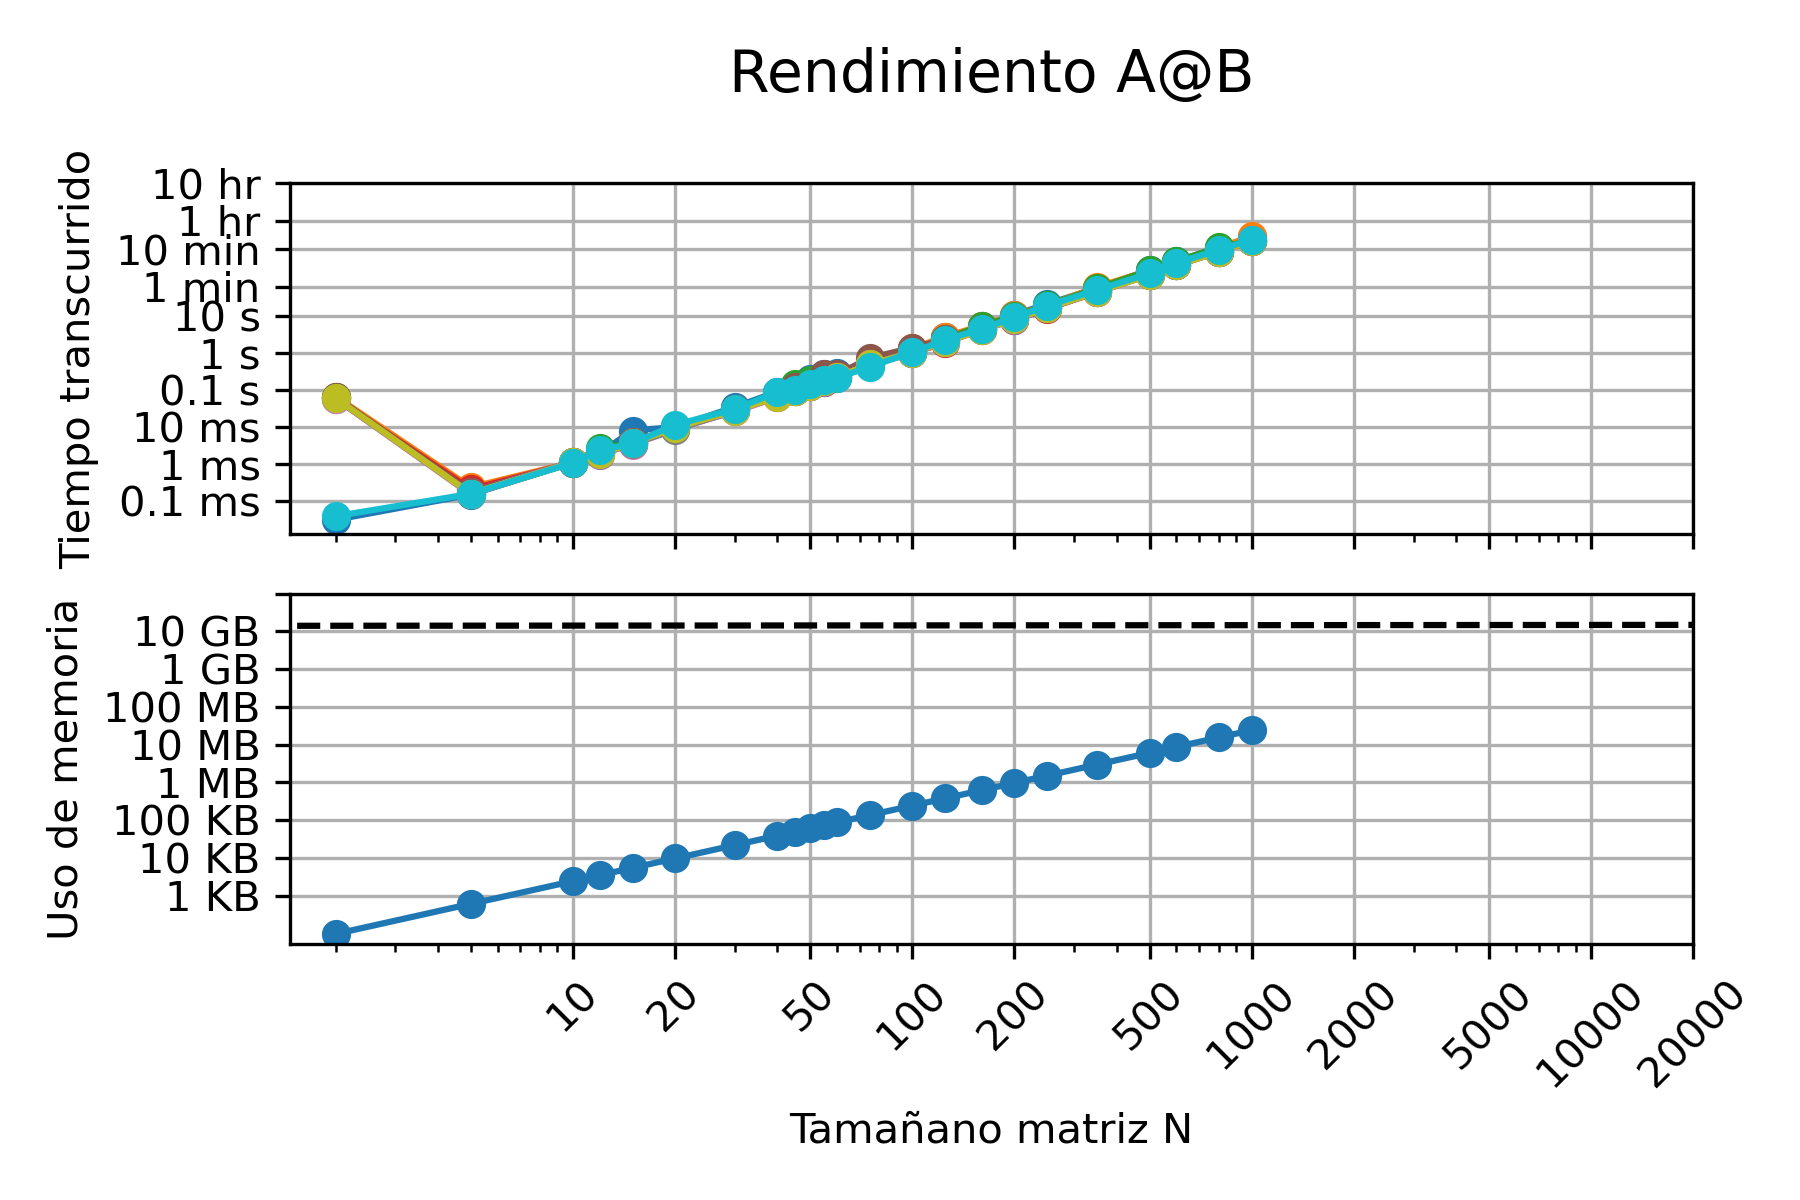 Rendimiento A@B
Tiempo transcurrido
10 hr
1 hr
10 min
1 min
10 s
1 s
0.1 s
10 ms
1 ms
0.1 ms
Uso de memoria
10 GB
1 GB
100 MB
10 MB
1 MB
100 KB
10 KB
1 KB
10 20 50 100 200 500 1000 2000 5000 10000 20000
Tamañano matriz N